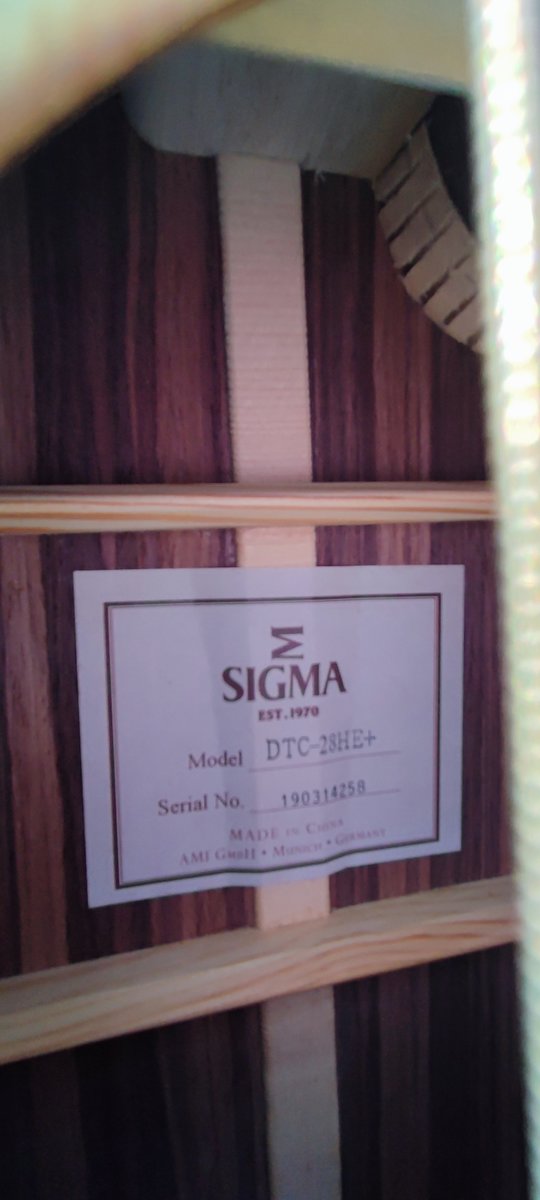 Σ
SIGMA
EST. 1970
Model DTC-28HE+
Serial No. 190314258
MADE IN CHINA
AMI GMBH • MUNICH • GERMANY